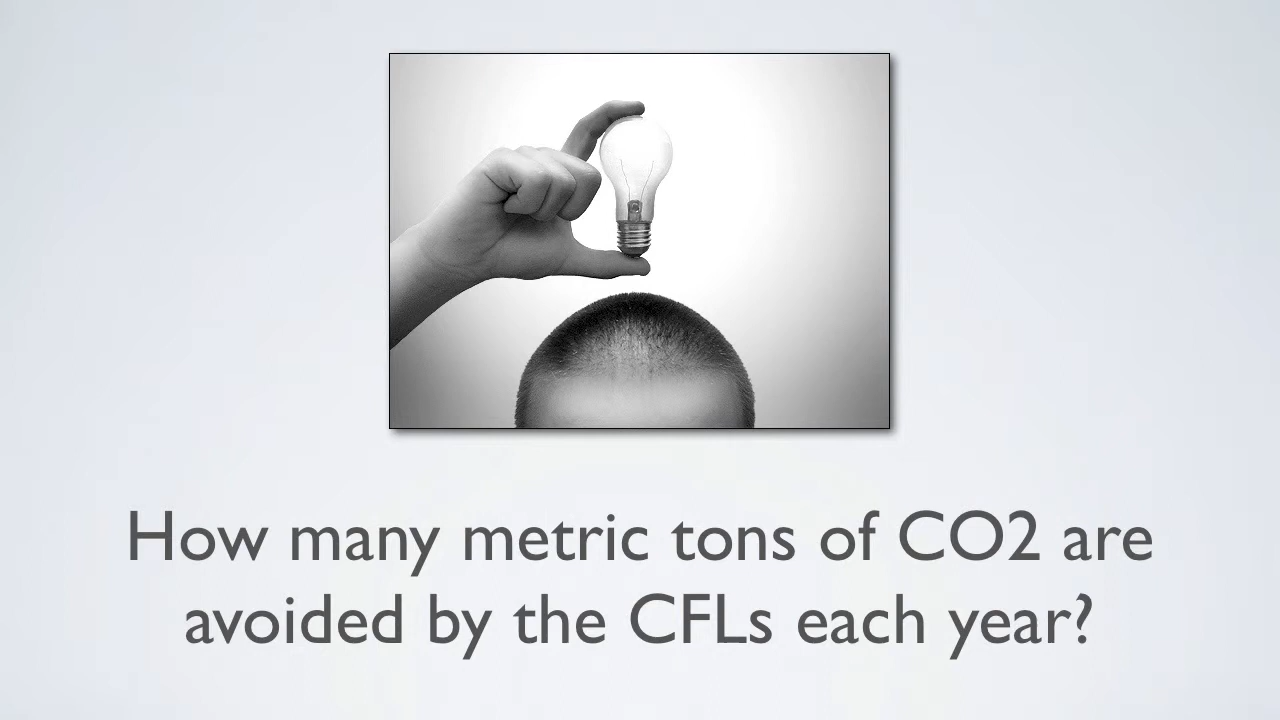 How many metric tons of CO2 are
avoided by the CFLs each year?